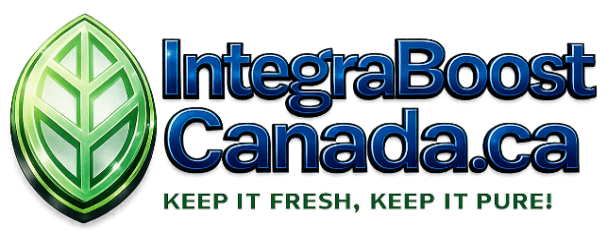 IntegraBoost
Canada.ca
KEEP IT FRESH, KEEP IT PURE!